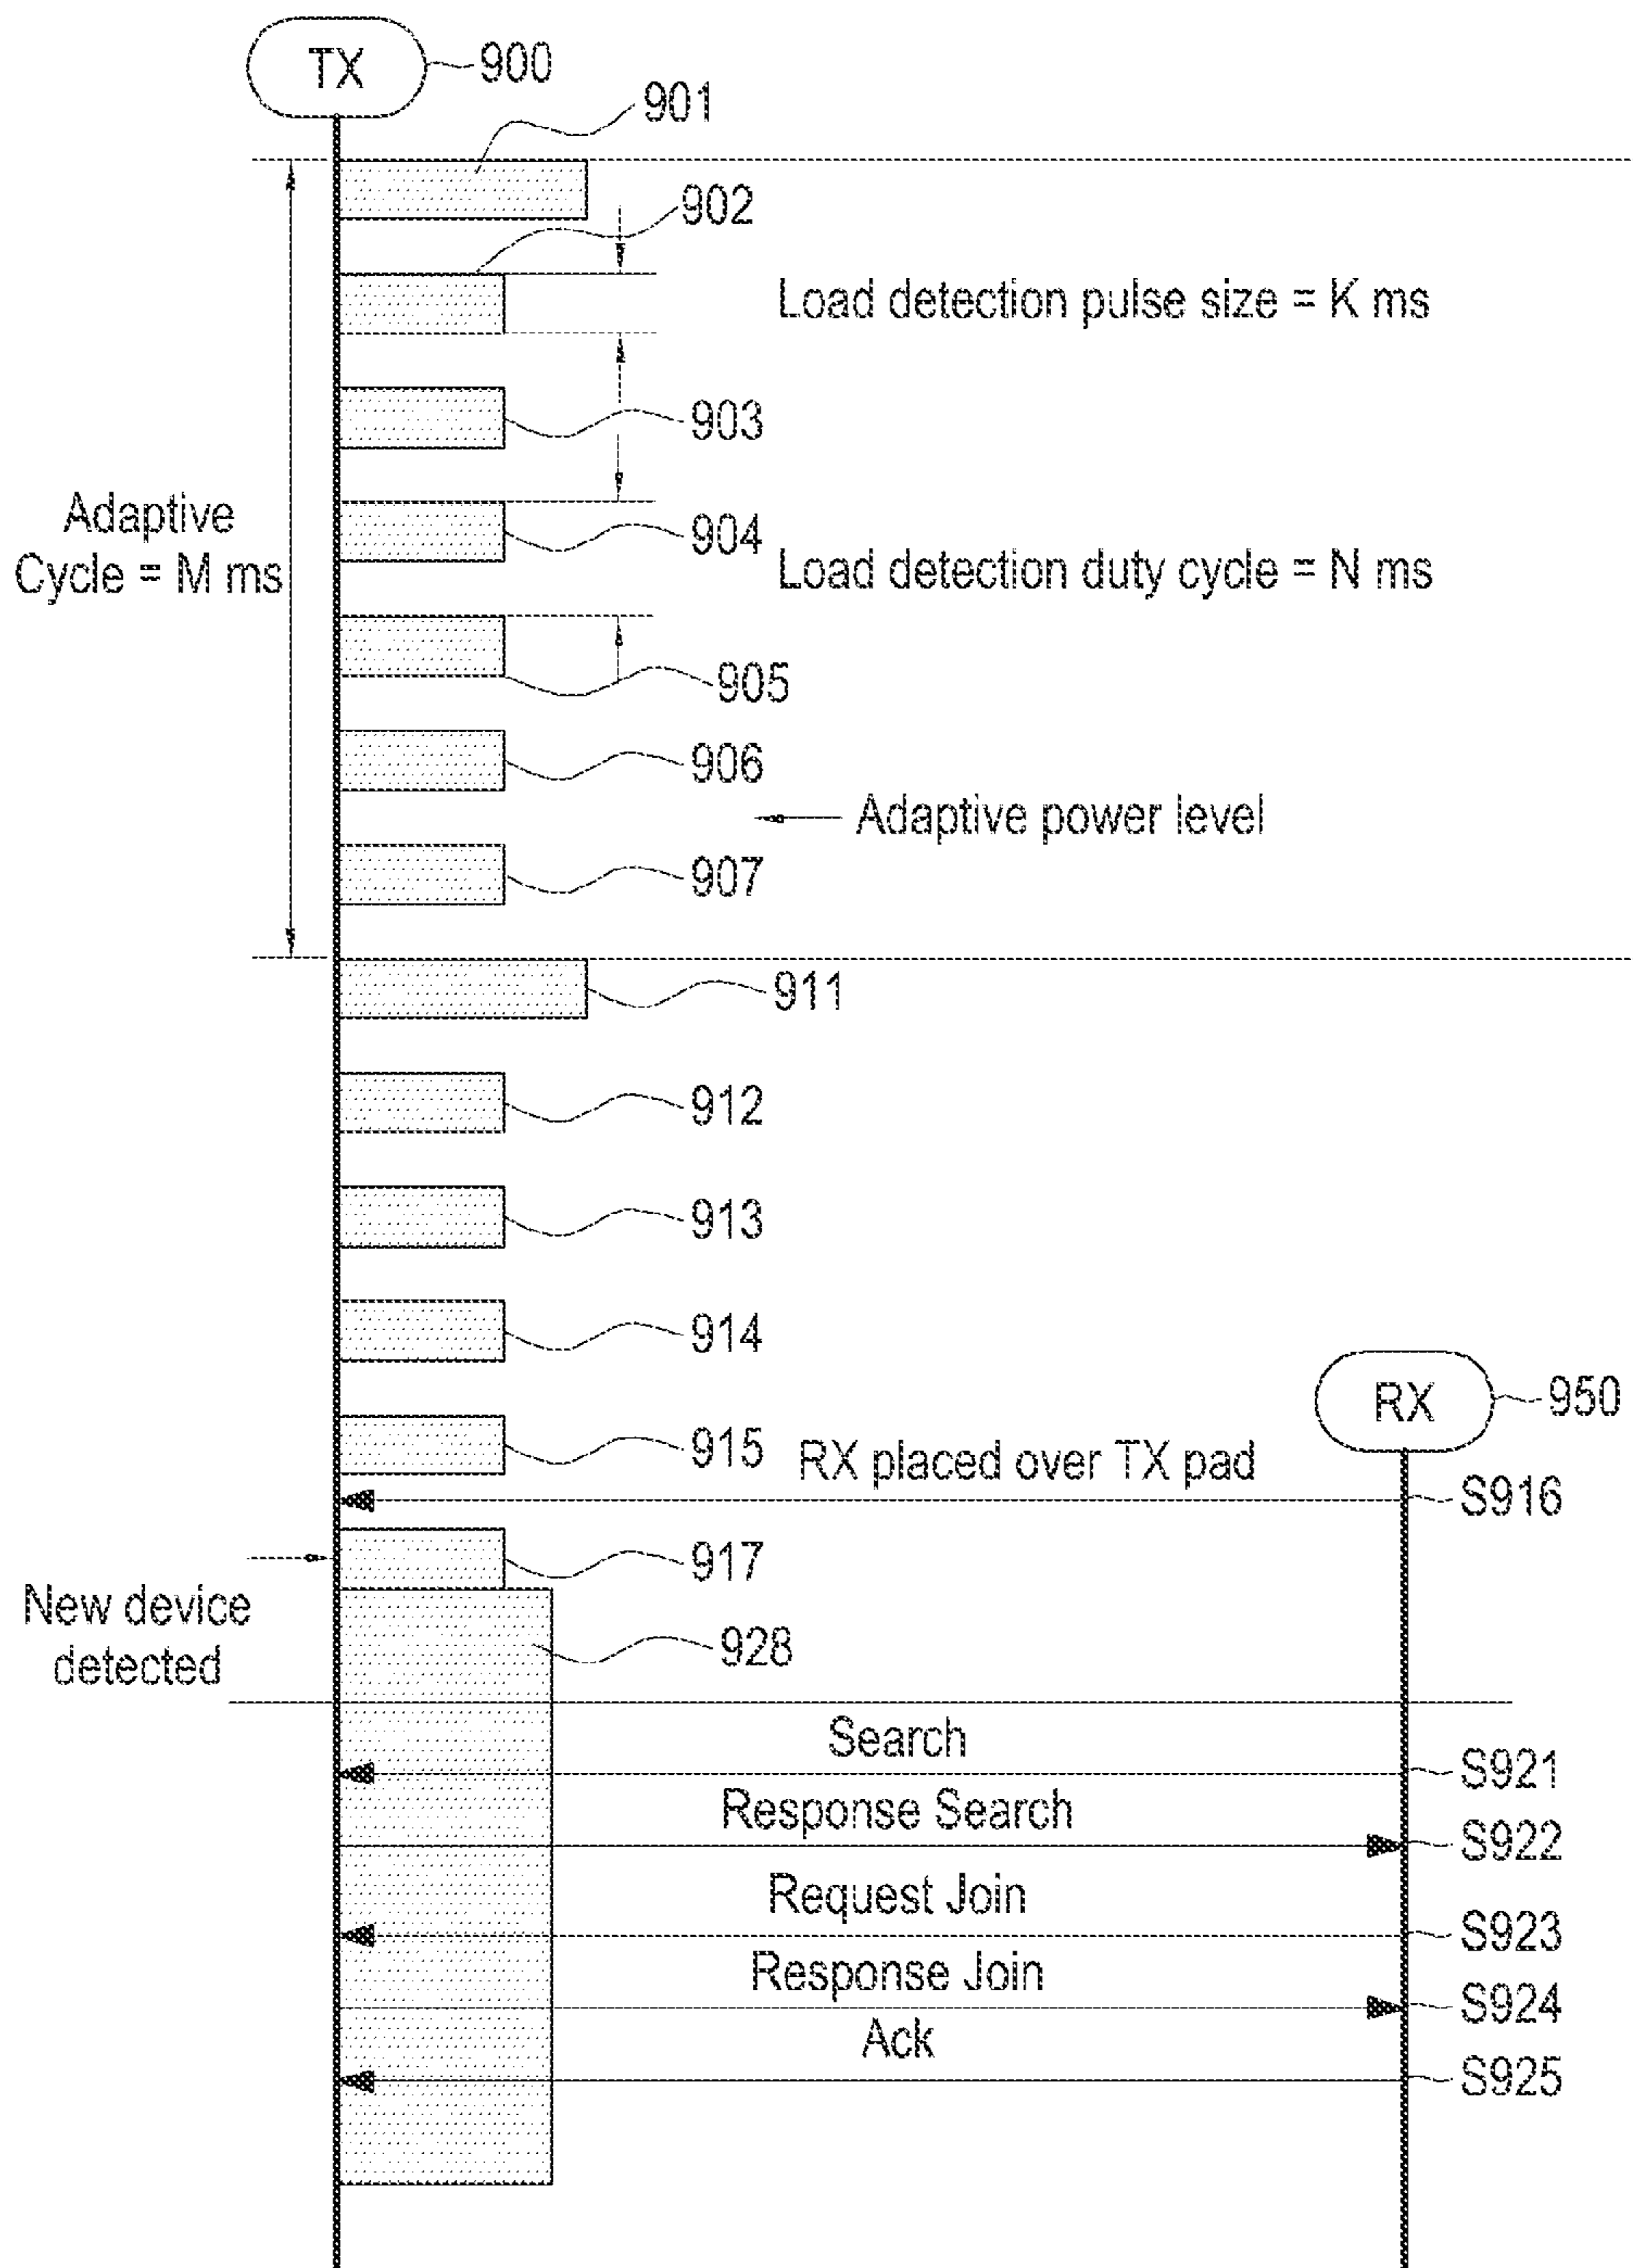 TX
900
901
902
Load detection pulse size = K ms
903
Adaptive
Cycle = M ms
904
Load detection duty cycle = N ms
905
906
Adaptive power level
907
911
912
913
914
RX
950
915
RX placed over TX pad
S916
917
New device
detected
928
Search
S921
Response Search
S922
Request Join
S923
Response Join
S924
Ack
S925